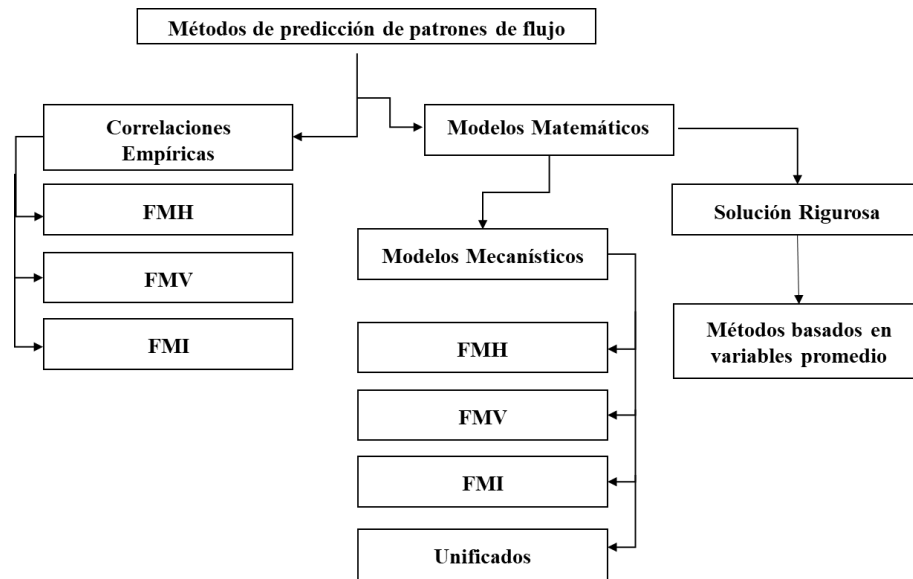 Métodos de predicción de patrones de flujo
Correlaciones
Empíricas
FMH
FMV
FMI
Modelos Matemáticos
Modelos Mecanísticos
FMH
FMV
FMI
Unificados
Solución Rigurosa
Métodos basados en
variables promedio